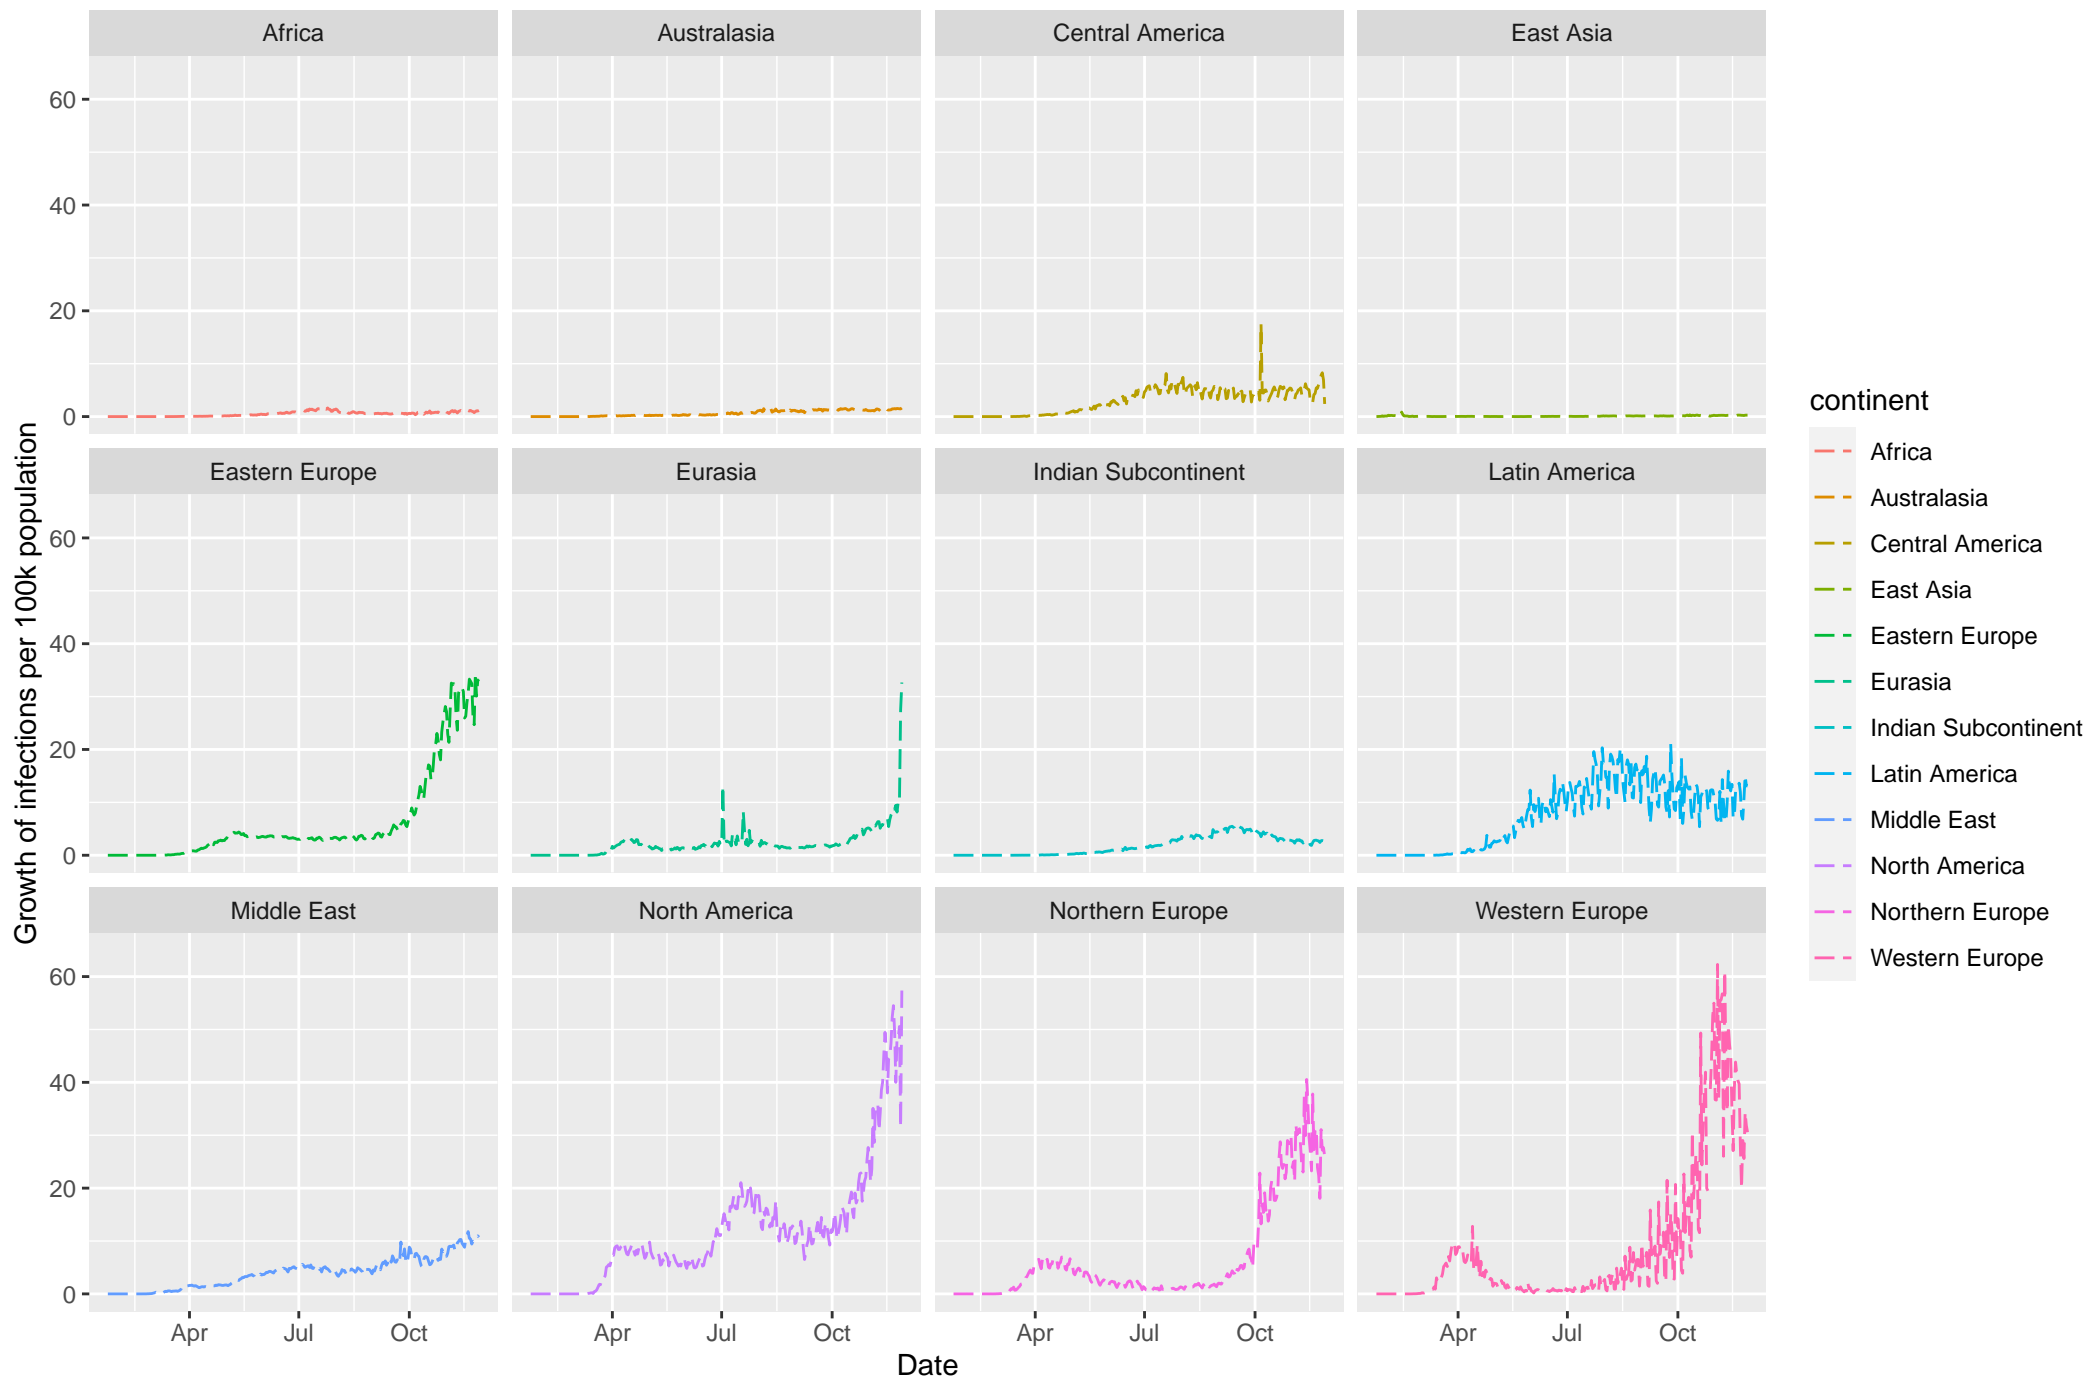 Africa
Australasia
Central America
East Asia
60
40
20
0
Eastern Europe
Eurasia
Indian Subcontinent
Latin America
60
40
20
0
Middle East
North America
Northern Europe
Western Europe
60
40
20
0
Apr
Jul
Oct
Apr
Jul
Oct
Apr
Jul
Oct
Apr
Jul
Oct
Date
Growth of infections per 100k population
continent
Africa
Australasia
Central America
East Asia
Eastern Europe
Eurasia
Indian Subcontinent
Latin America
Middle East
North America
Northern Europe
Western Europe